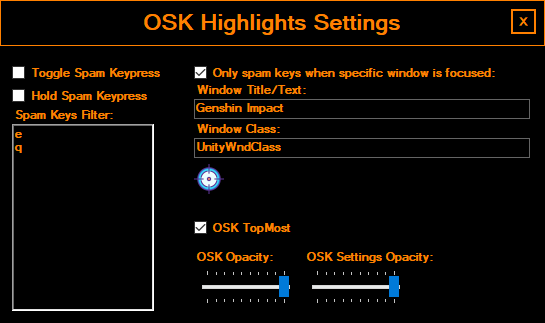 OSK Highlights Settings
X
Toggle Spam Keypress
Hold Spam Keypress
Spam Keys Filter:
e
q
Only spam keys when specific window is focused:
Window Title/Text:
Genshin Impact
Window Class:
UnityWndClass
OSK TopMost
OSK Opacity:
OSK Settings Opacity: